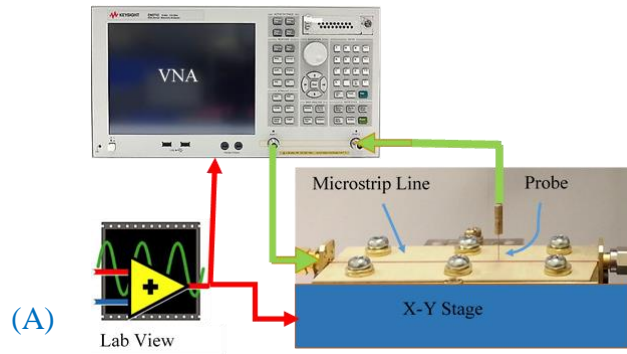 KEYSIGHT
VNA
Microstrip Line
Probe
X-Y Stage
(A)
Lab View